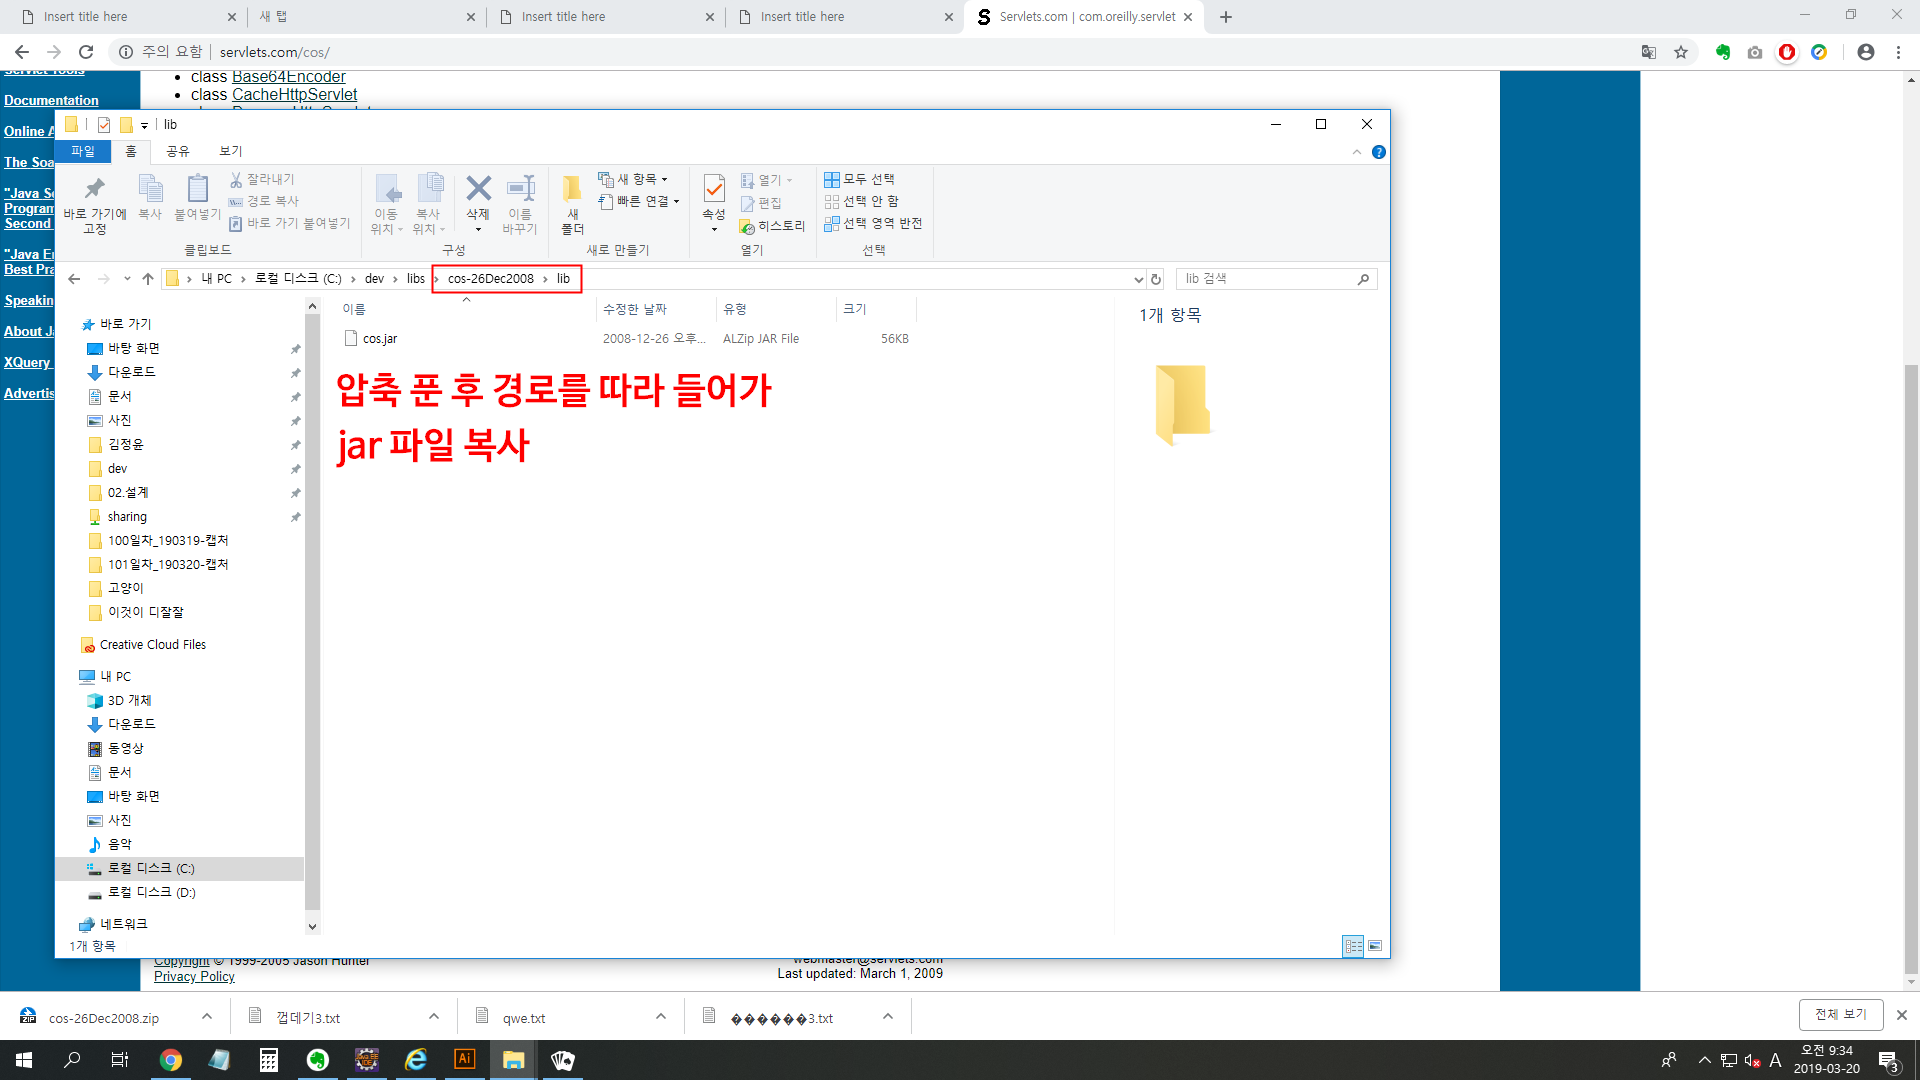 Insert title here
새 탭
Insert title here
Insert title here
Servlets.com | com.oreilly.servlet
주의 요함 | servlets.com/cos/
Servlet Tools
Documentation
Online A
The Soa
"Java Se
Program
Second
"Java En
Best Pra
Speaking
About Ja
XQuery
Advertis
class Base64Encoder
class CacheHttpServlet
lib
파일 홈 공유 보기
바로 가기에 고정
복사
붙여넣기
잘라내기
경로 복사
바로 가기 붙여넣기
클립보드
이동 위치
복사 위치
삭제
이름 바꾸기
구성
새 폴더
새 항목
빠른 연결
새로 만들기
속성
열기
편집
히스토리
열기
모두 선택
선택 안 함
선택 영역 반전
선택
내 PC > 로컬 디스크 (C:) > dev > libs > cos-26Dec2008 > lib
lib 검색
이름 수정한 날짜 유형 크기
cos.jar 2008-12-26 오후... ALZip JAR File 56KB
압축 푼 후 경로를 따라 들어가
jar 파일 복사
1개 항목
바로 가기
바탕 화면
다운로드
문서
사진
김정윤
dev
02.설계
sharing
100일차_190319-캡처
101일차_190320-캡처
고양이
이것이 디잘잘
Creative Cloud Files
내 PC
3D 개체
다운로드
동영상
문서
바탕 화면
사진
음악
로컬 디스크 (C:)
로컬 디스크 (D:)
네트워크
1개 항목
Copyright © 1999-2005 Jason Hunter
Privacy Policy
webmaster@servlets.com
Last updated: March 1, 2009
cos-26Dec2008.zip
껍데기3.txt
qwe.txt
������3.txt
전체 보기
A
오전 9:34
2019-03-20
3